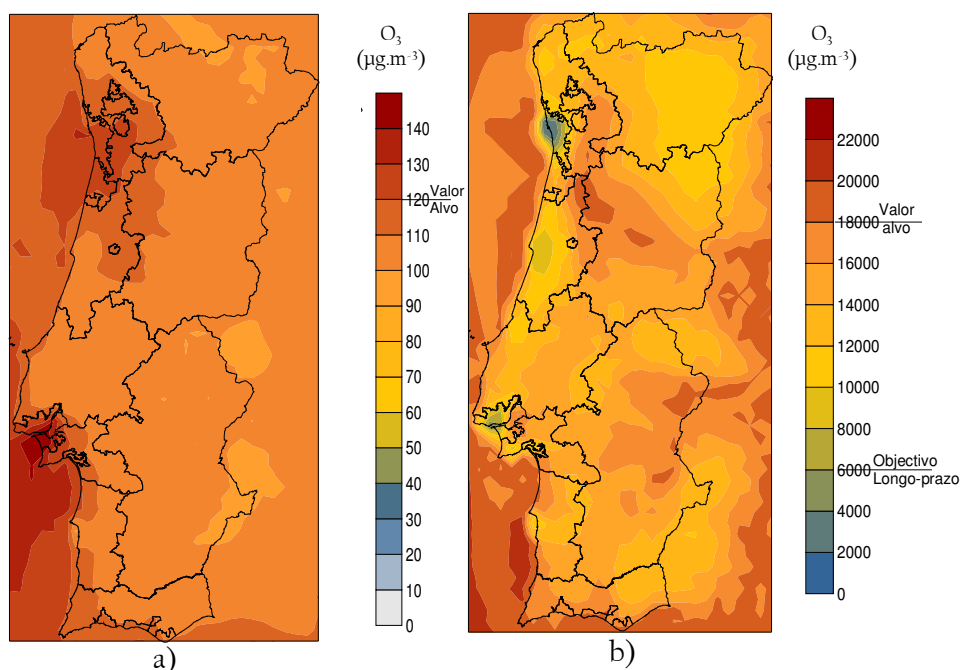 O₃
(µg.m⁻³)
140
130
Valor
120
Alvo
110
100
90
80
70
60
50
40
30
20
10
0
a)
O₃
(µg.m⁻³)
22000
20000
Valor
18000
alvo
16000
14000
12000
10000
8000
6000
Objectivo
Longo-prazo
4000
2000
0
b)